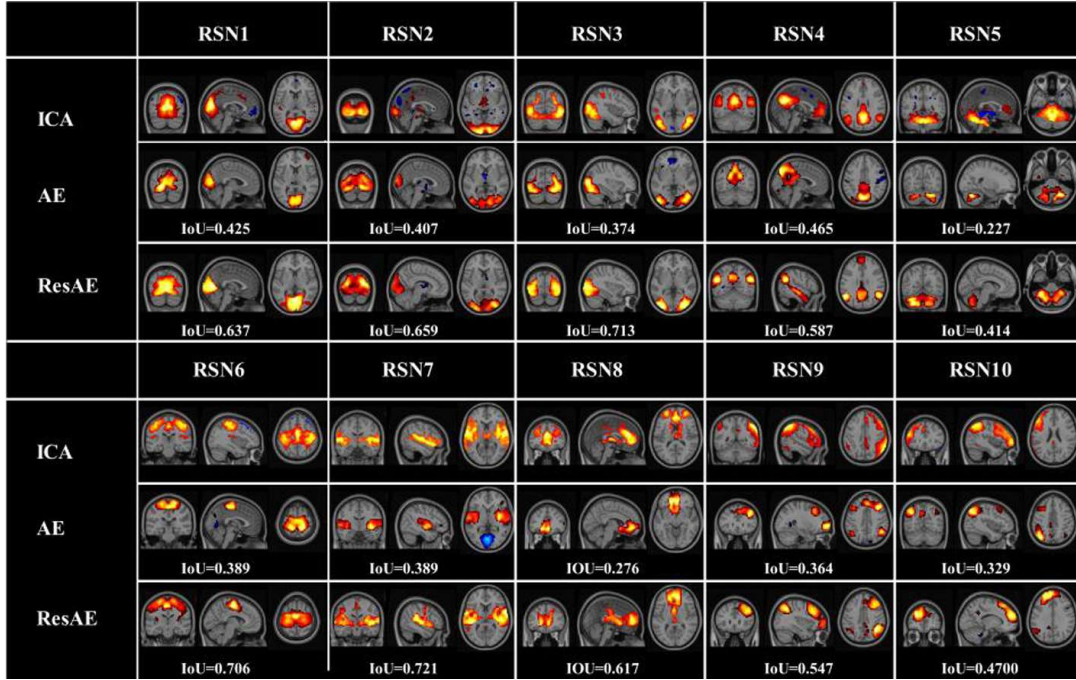 RSN1 RSN2 RSN3 RSN4 RSN5
ICA
AE
IoU=0.425 IoU=0.407 IoU=0.374 IoU=0.465 IoU=0.227
ResAE
IoU=0.637 IoU=0.659 IoU=0.713 IoU=0.587 IoU=0.414
RSN6 RSN7 RSN8 RSN9 RSN10
ICA
AE
IoU=0.389 IoU=0.389 IOU=0.276 IoU=0.364 IoU=0.329
ResAE
IoU=0.706 IoU=0.721 IOU=0.617 IoU=0.547 IoU=0.4700